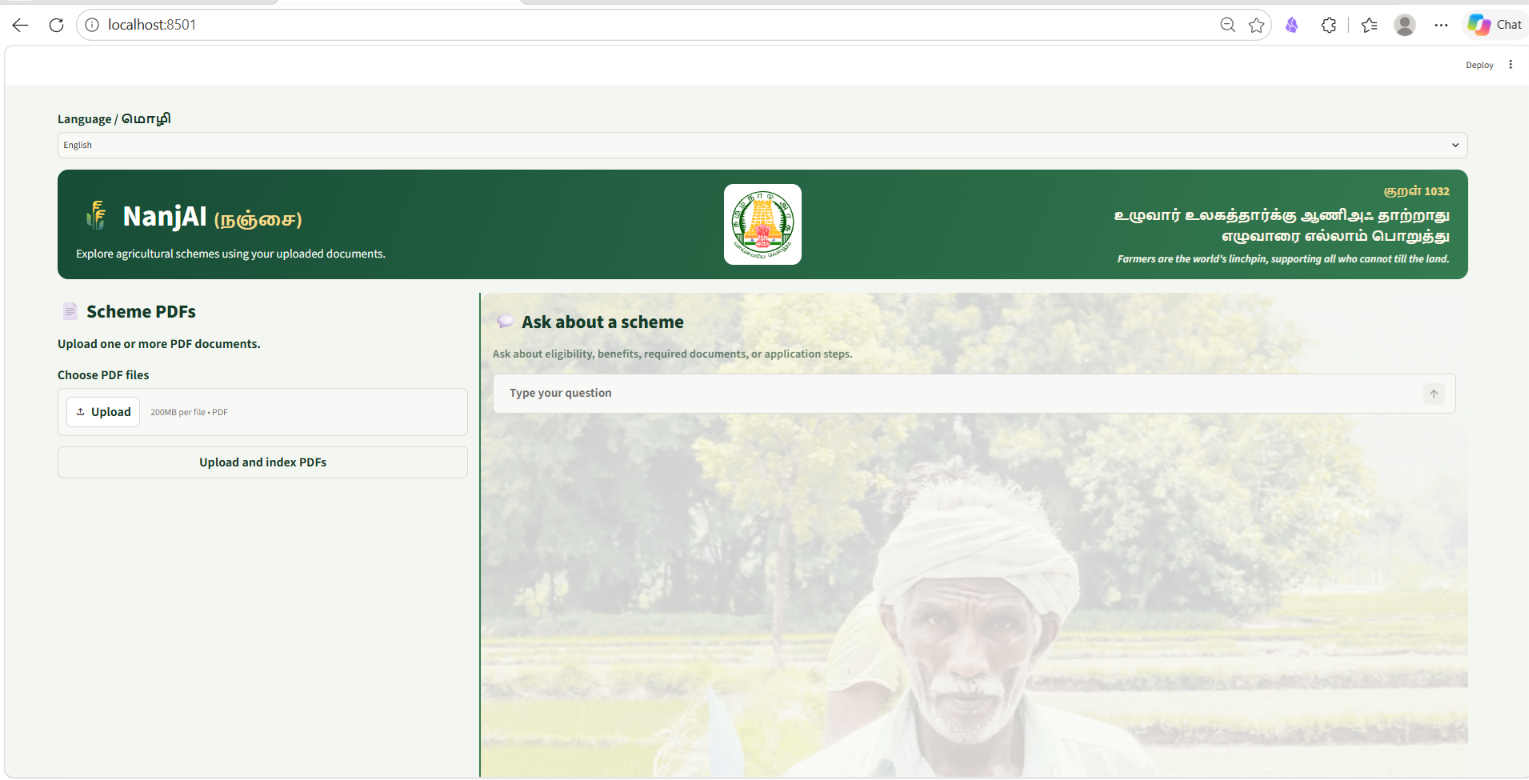 localhost:8501
Chat
Deploy
Language / மொழி
English
NanjAI (நஞ்சை)
Explore agricultural schemes using your uploaded documents.
குறள் 1032
உழுவார் உலகத்தார்க்கு ஆணிஅஃ தாற்றாது
எழுவாரை எல்லாம் பொறுத்து
Farmers are the world's linchpin, supporting all who cannot till the land.
Scheme PDFs
Upload one or more PDF documents.
Choose PDF files
Upload
200MB per file • PDF
Upload and index PDFs
Ask about a scheme
Ask about eligibility, benefits, required documents, or application steps.
Type your question